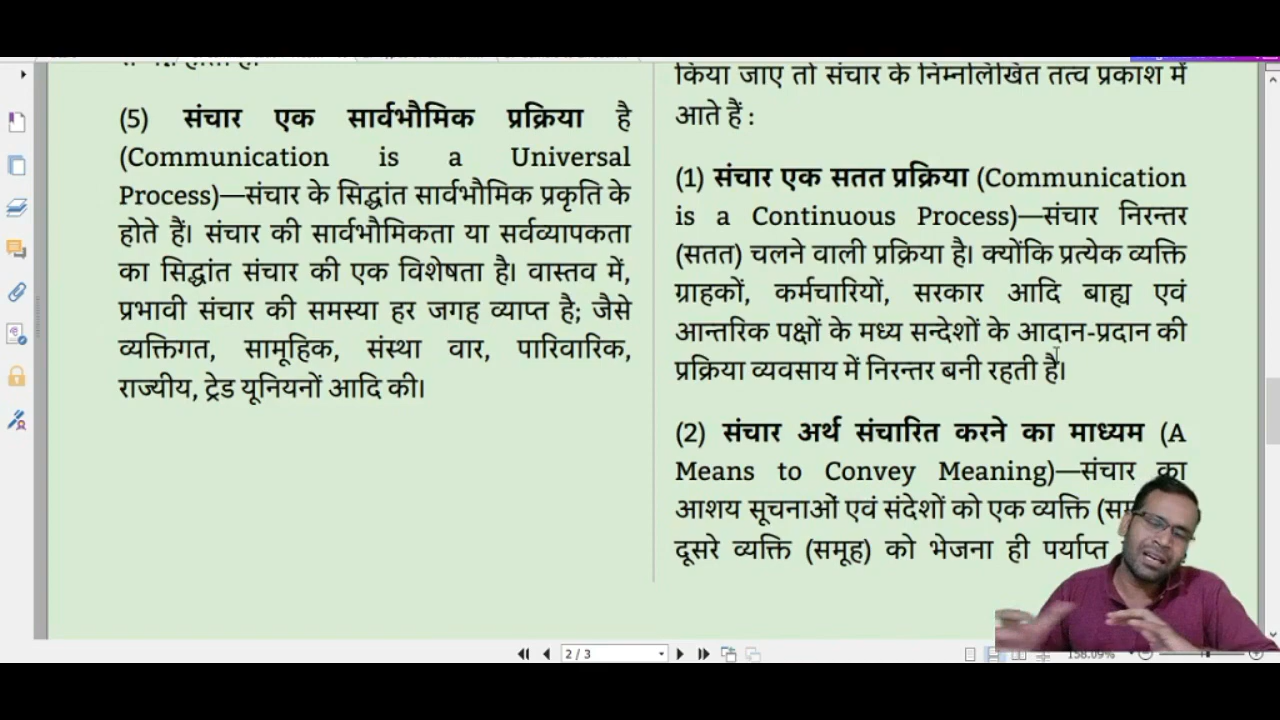 (5) संचार एक सार्वभौमिक प्रक्रिया है
(Communication is a Universal
Process)—संचार के सिद्धांत सार्वभौमिक प्रकृति के
होते हैं। संचार की सार्वभौमिकता या सर्वव्यापकता
का सिद्धांत संचार की एक विशेषता है। वास्तव में,
प्रभावी संचार की समस्या हर जगह व्याप्त है; जैसे
व्यक्तिगत, सामूहिक, संस्था वार, पारिवारिक,
राज्यीय, ट्रेड यूनियनों आदि की।
किया जाए तो संचार के निम्नलिखित तत्व प्रकाश में
आते हैं :
(1) संचार एक सतत प्रक्रिया (Communication
is a Continuous Process)—संचार निरन्तर
(सतत) चलने वाली प्रक्रिया है। क्योंकि प्रत्येक व्यक्ति
ग्राहकों, कर्मचारियों, सरकार आदि बाह्य एवं
आन्तरिक पक्षों के मध्य सन्देशों के आदान-प्रदान की
प्रक्रिया व्यवसाय में निरन्तर बनी रहती है।
(2) संचार अर्थ संचारित करने का माध्यम (A
Means to Convey Meaning)—संचार का
आशय सूचनाओं एवं संदेशों को एक व्यक्ति
दूसरे व्यक्ति (समूह) को भेजना ही पर्याप्त
2 / 3
158.09%